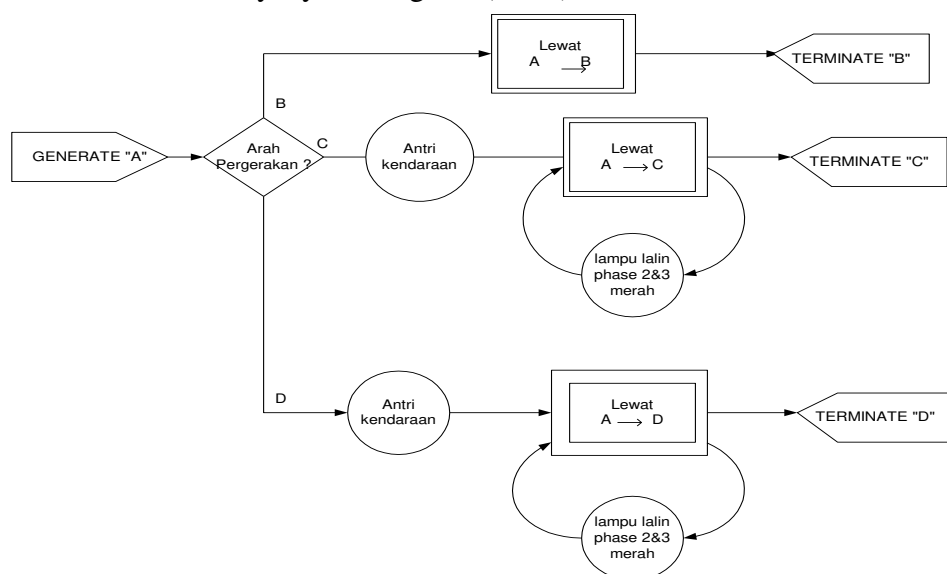 Lewat
A → B
TERMINATE "B"
B
GENERATE "A"
Arah
Pergerakan ?
C
Antri
kendaraan
Lewat
A → C
TERMINATE "C"
lampu lalin
phase 2&3
merah
D
Antri
kendaraan
Lewat
A → D
TERMINATE "D"
lampu lalin
phase 2&3
merah